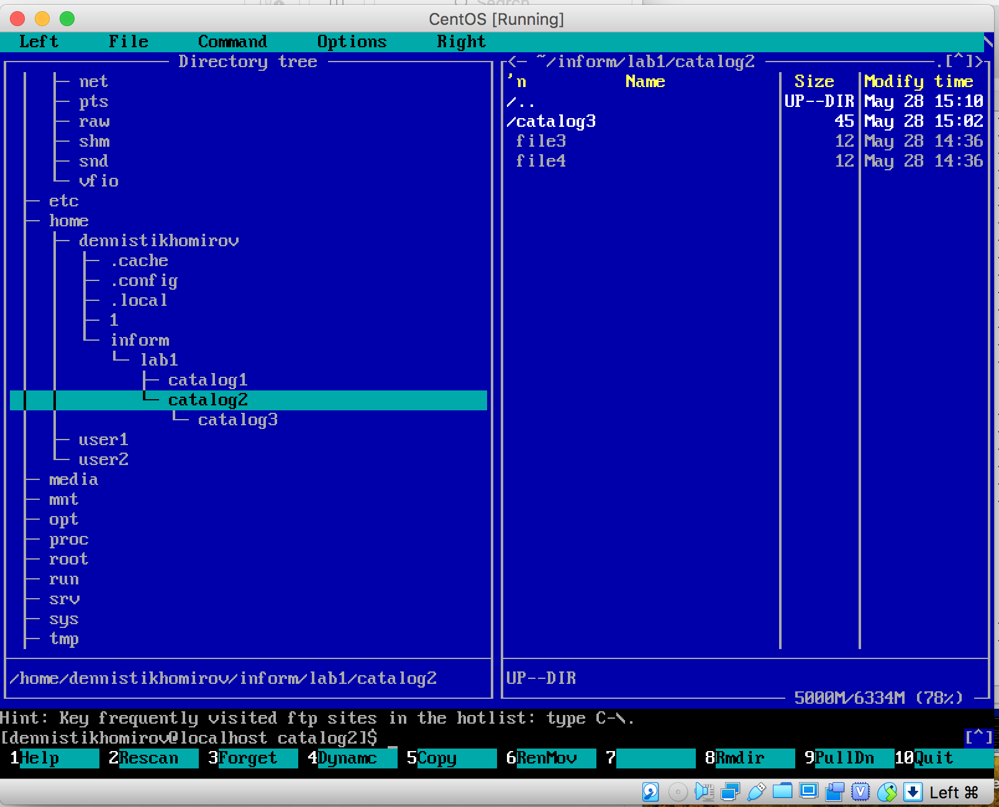 Search
CentOS [Running]
Left File Command Options Right
Directory tree
net
pts
raw
shm
snd
vfio
etc
home
dennistikhomirov
.cache
.config
.local
1
inform
lab1
catalog1
catalog2
catalog3
user1
user2
media
mnt
opt
proc
root
run
srv
sys
tmp
/home/dennistikhomirov/inform/lab1/catalog2
<─ ~/inform/lab1/catalog2 .[^]>
'n Name Size Modify time
/.. UP--DIR May 28 15:10
/catalog3 45 May 28 15:02
file3 12 May 28 14:36
file4 12 May 28 14:36
UP--DIR
5000M/6334M (78%)
Hint: Key frequently visited ftp sites in the hotlist: type C-\.
[dennistikhomirov@localhost catalog2]$ _ [^]
1Help 2Rescan 3Forget 4Dynamc 5Copy 6RenMov 7 8Rmdir 9PullDn 10Quit
Left ⌘